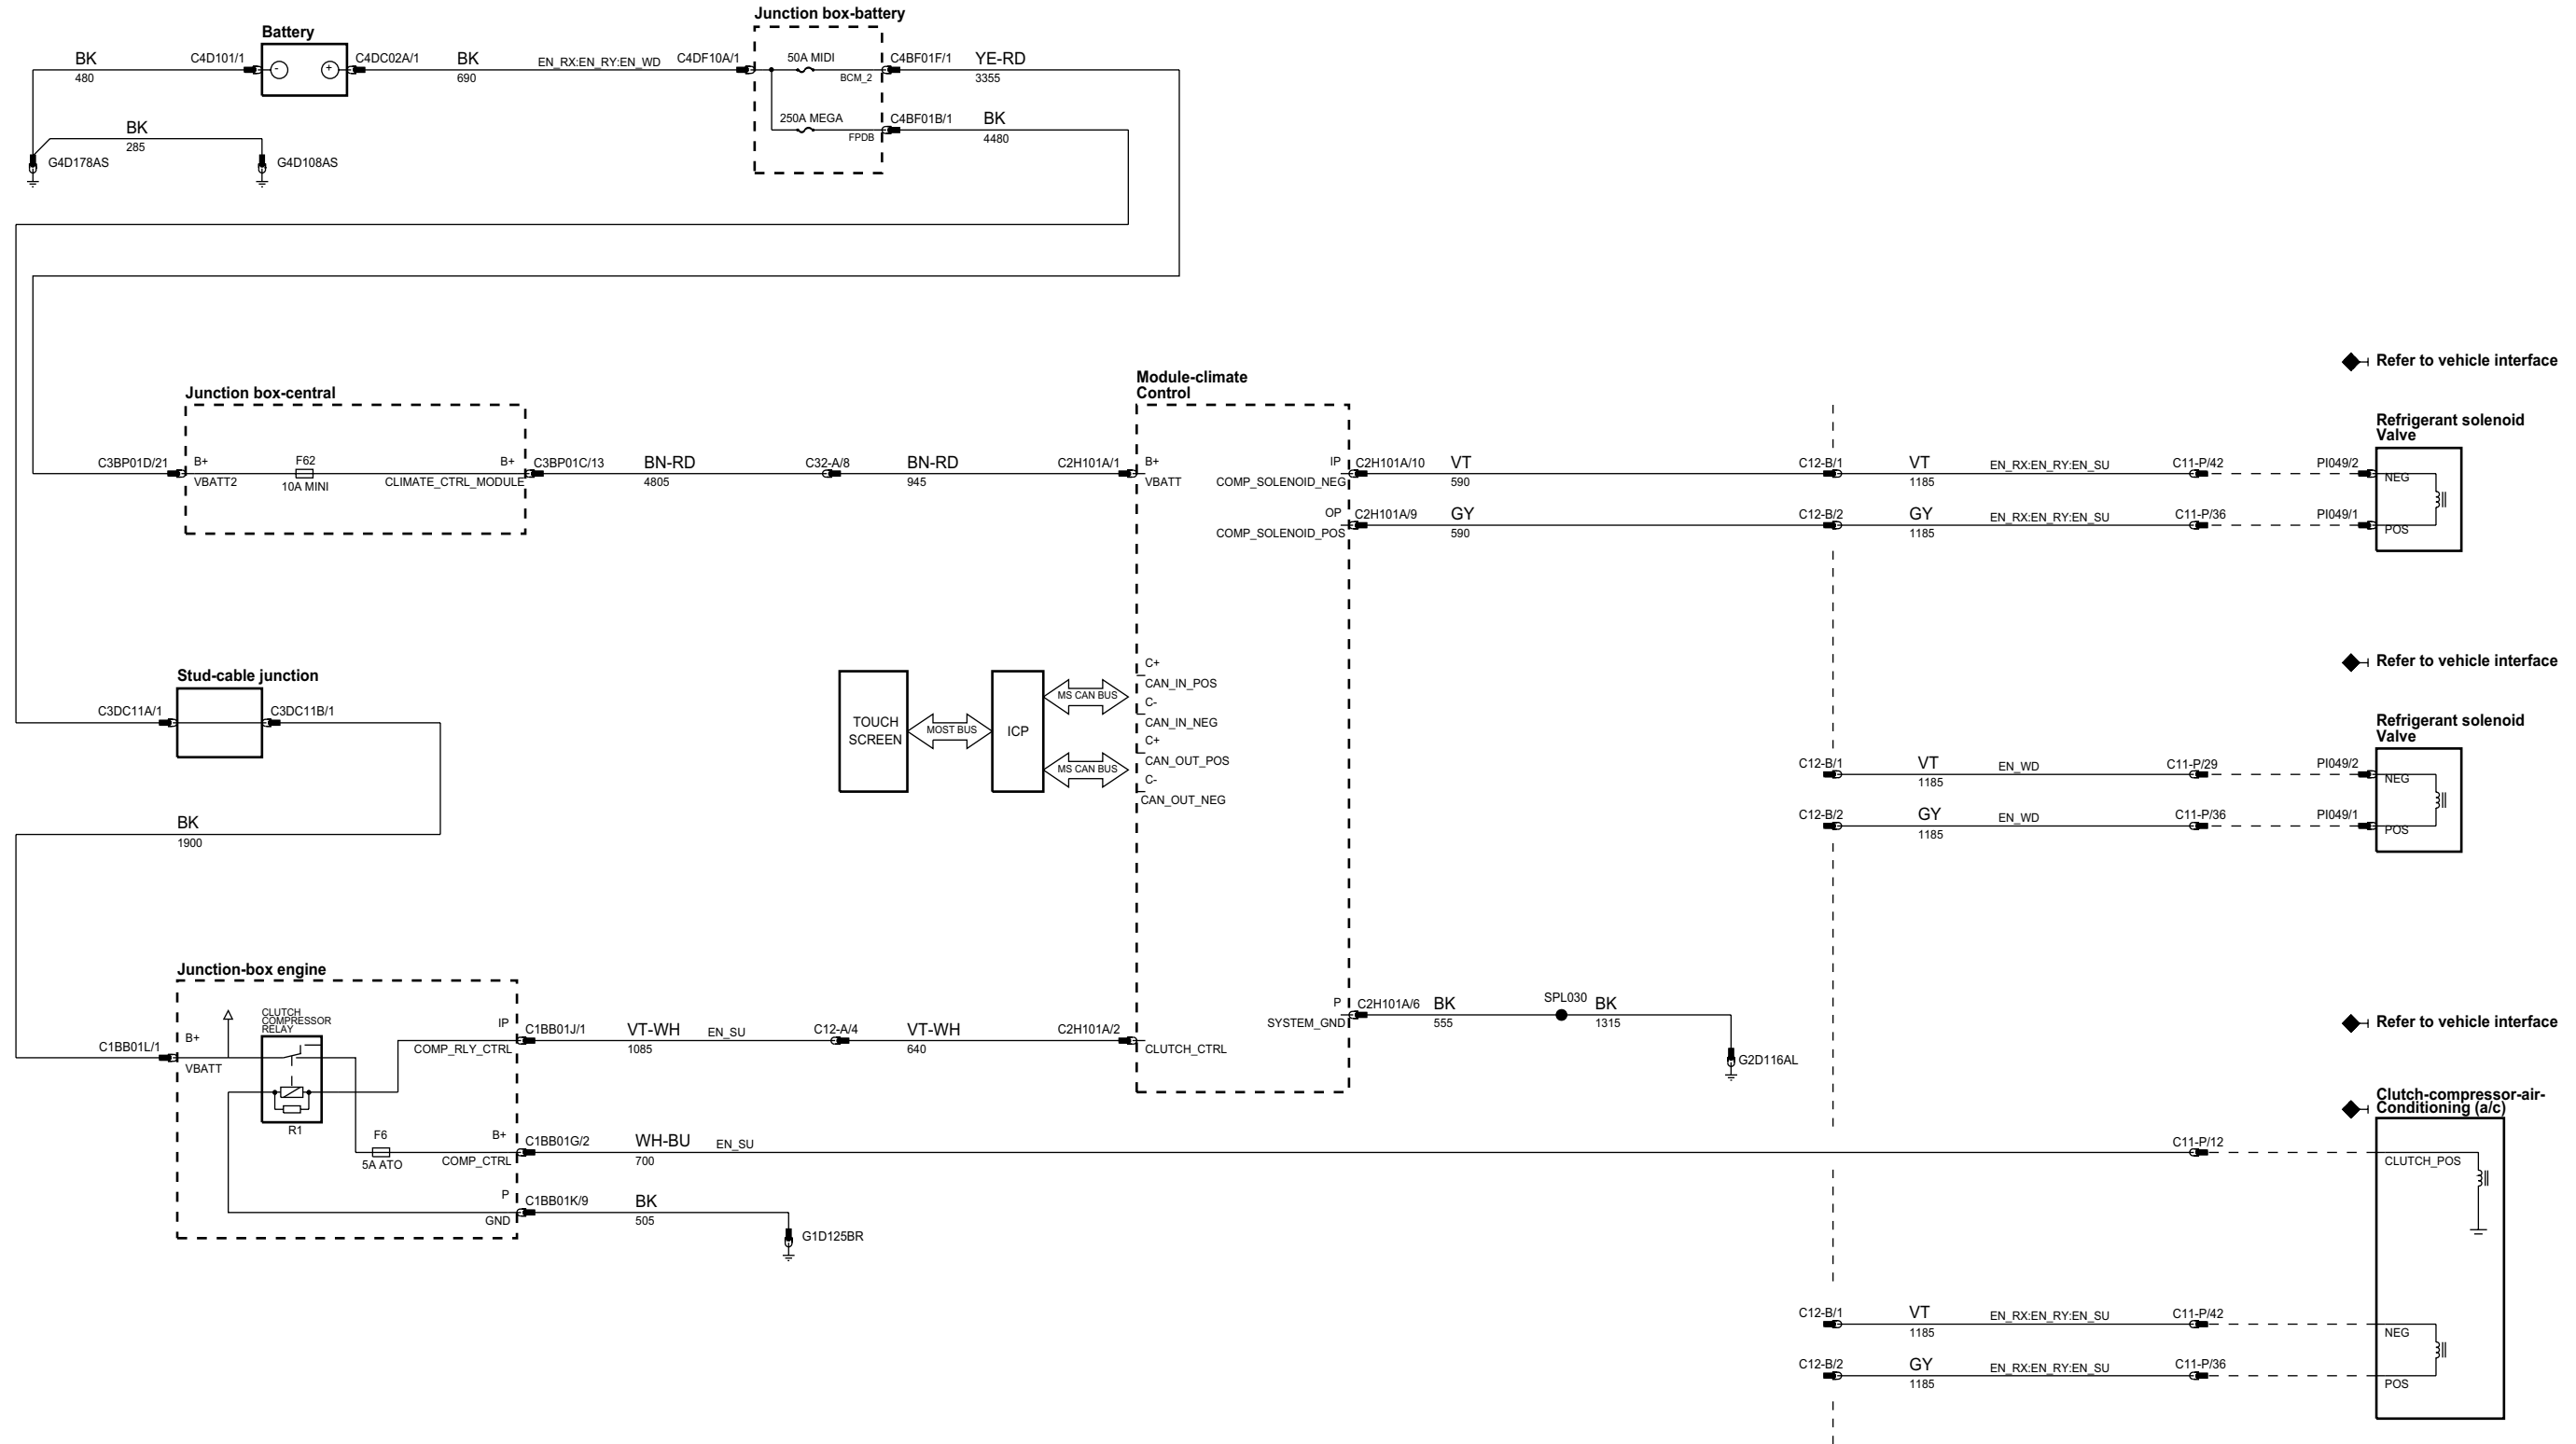 Junction box-battery
Battery
BK
480
C4D101/1
-
+
C4DC02A/1
BK
690
EN_RX:EN_RY:EN_WD
C4DF10A/1
50A MIDI
BCM_2
C4BF01F/1
YE-RD
3355
250A MEGA
FPDB
C4BF01B/1
BK
4480
BK
285
G4D178AS
G4D108AS
Refer to vehicle interface
Junction box-central
Module-climate
Control
Refrigerant solenoid
Valve
C3BP01D/21
B+
VBATT2
F62
10A MINI
B+
CLIMATE_CTRL_MODULE
C3BP01C/13
BN-RD
4805
C32-A/8
BN-RD
945
C2H101A/1
B+
VBATT
IP
COMP_SOLENOID_NEG
C2H101A/10
VT
590
C12-B/1
VT
1185
EN_RX:EN_RY:EN_SU
C11-P/42
PI049/2
NEG
OP
COMP_SOLENOID_POS
C2H101A/9
GY
590
C12-B/2
GY
1185
EN_RX:EN_RY:EN_SU
C11-P/36
PI049/1
POS
Refer to vehicle interface
Stud-cable junction
C3DC11A/1
C3DC11B/1
BK
1900
TOUCH
SCREEN
MOST BUS
ICP
MS CAN BUS
MS CAN BUS
C+
CAN_IN_POS
C-
CAN_IN_NEG
C+
CAN_OUT_POS
C-
CAN_OUT_NEG
Refrigerant solenoid
Valve
C12-B/1
VT
1185
EN_WD
C11-P/29
PI049/2
NEG
C12-B/2
GY
1185
EN_WD
C11-P/36
PI049/1
POS
Junction-box engine
C1BB01L/1
B+
VBATT
CLUTCH
COMPRESSOR
RELAY
R1
IP
COMP_RLY_CTRL
C1BB01J/1
VT-WH
1085
EN_SU
C12-A/4
VT-WH
640
C2H101A/2
CLUTCH_CTRL
P
SYSTEM_GND
C2H101A/6
BK
555
SPL030
BK
1315
G2D116AL
Refer to vehicle interface
Clutch-compressor-air-
Conditioning (a/c)
F6
5A ATO
B+
COMP_CTRL
C1BB01G/2
WH-BU
700
EN_SU
C11-P/12
CLUTCH_POS
P
GND
C1BB01K/9
BK
505
G1D125BR
C12-B/1
VT
1185
EN_RX:EN_RY:EN_SU
C11-P/42
NEG
C12-B/2
GY
1185
EN_RX:EN_RY:EN_SU
C11-P/36
POS